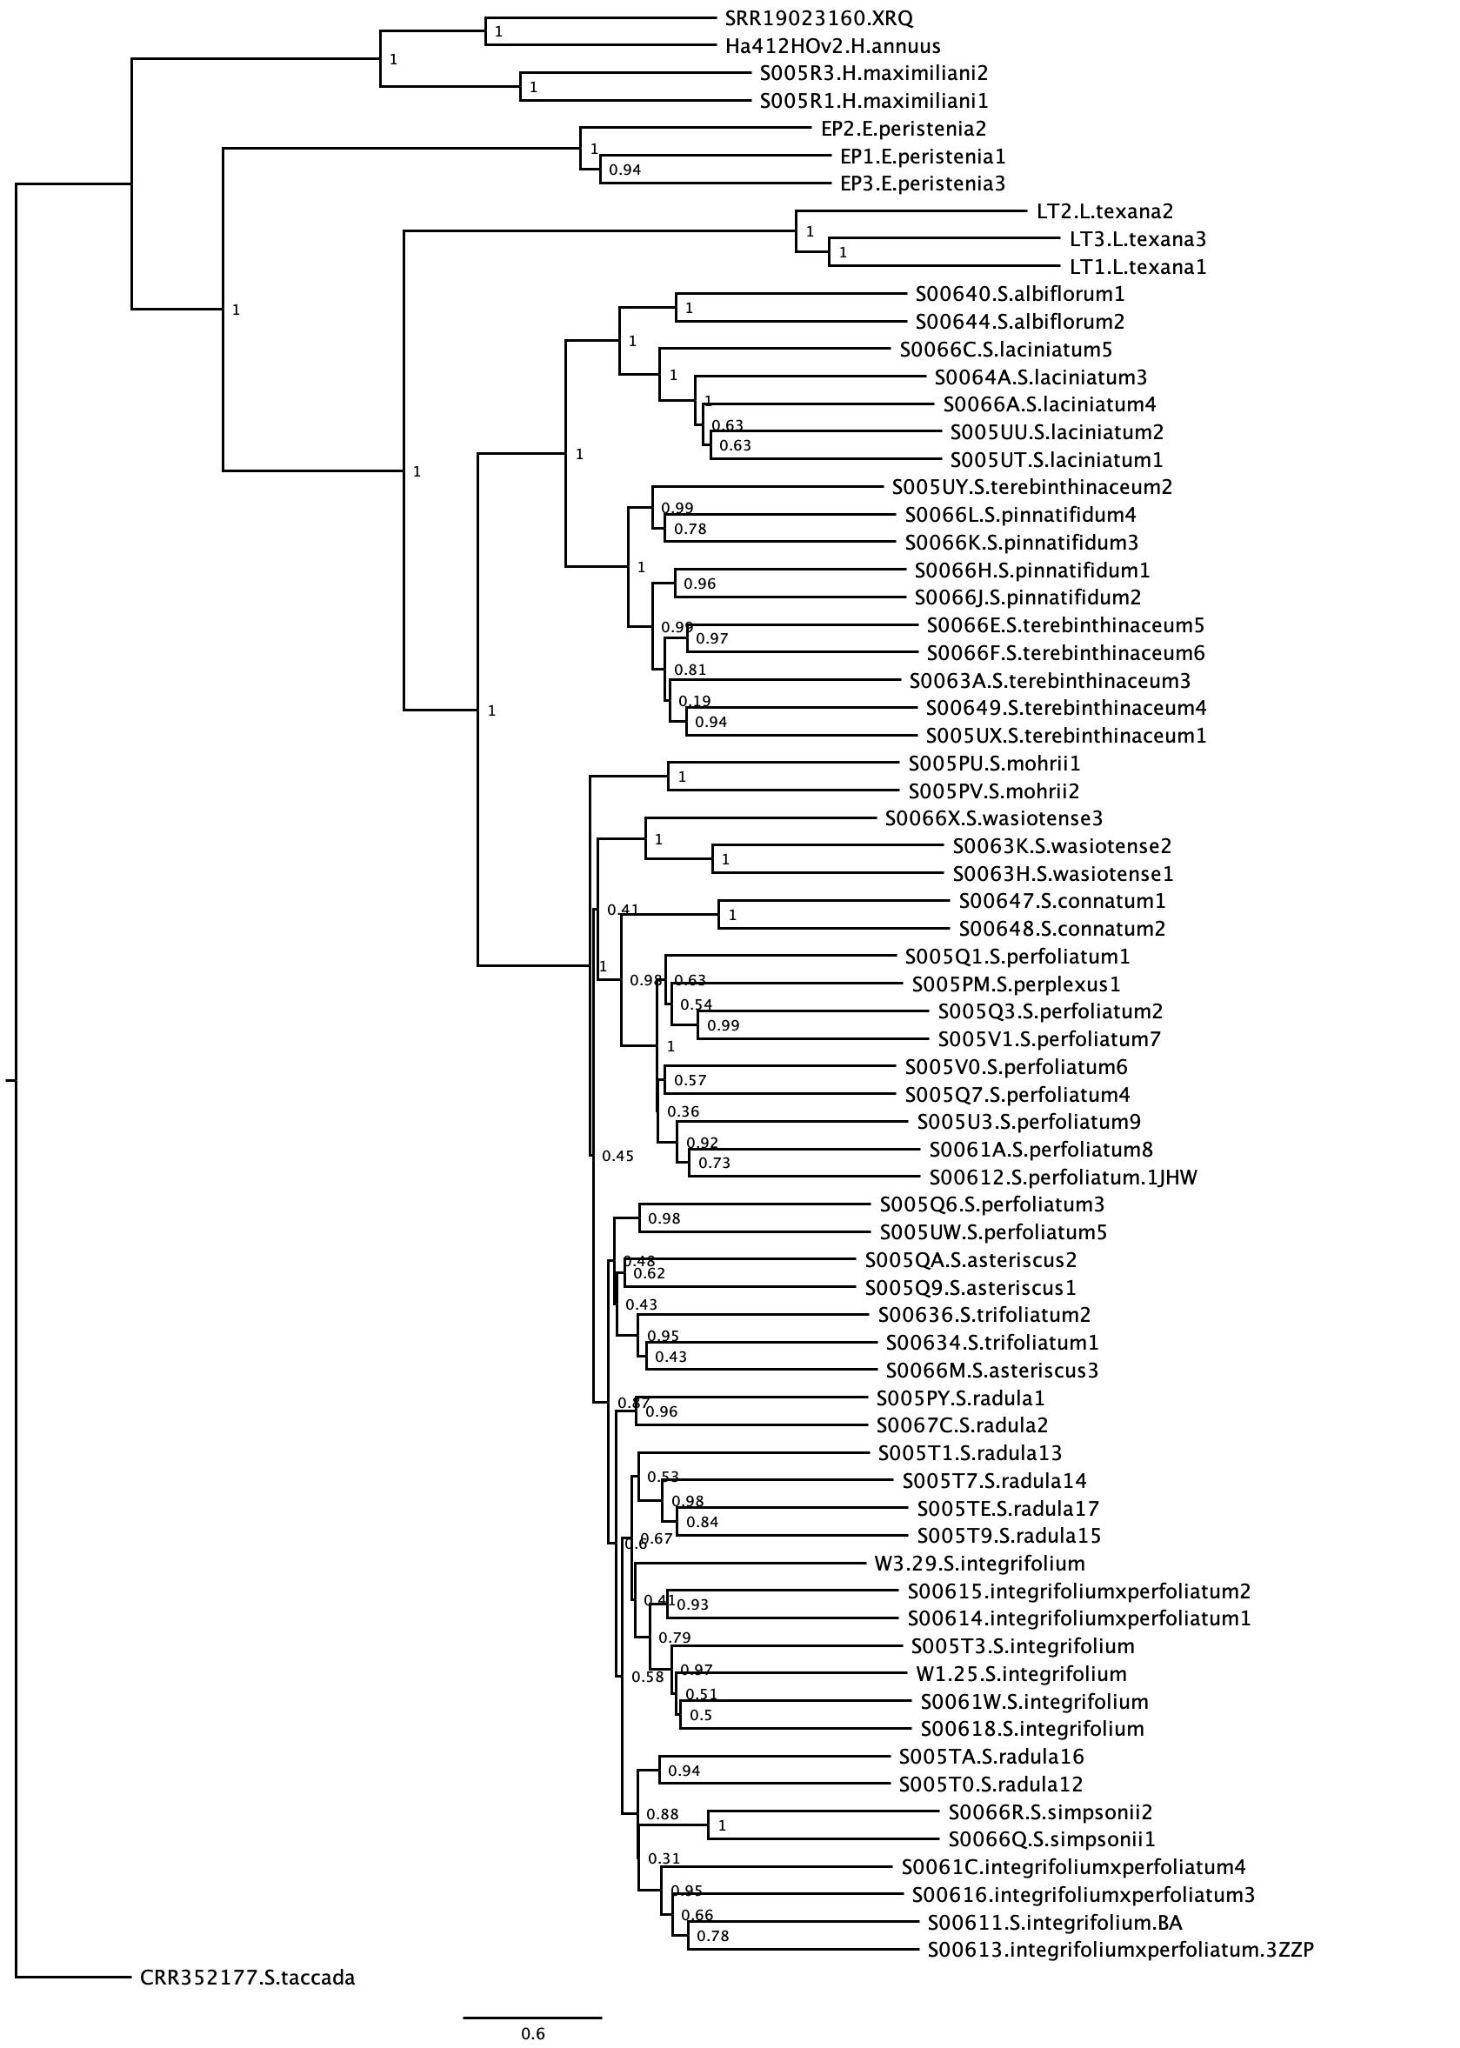 SRR19023160.XRQ
1
Ha412HOv2.H.annuus
1
S005R3.H.maximiliani2
1
S005R1.H.maximiliani1
EP2.E.peristenia2
1
EP1.E.peristenia1
0.94
EP3.E.peristenia3
LT2.L.texana2
1
LT3.L.texana3
1
LT1.L.texana1
S00640.S.albiflorum1
1
1
S00644.S.albiflorum2
1
S0066C.S.laciniatum5
1
S0064A.S.laciniatum3
1
S0066A.S.laciniatum4
0.63
S005UU.S.laciniatum2
0.63
1
S005UT.S.laciniatum1
1
S005UY.S.terebinthinaceum2
0.99
S0066L.S.pinnatifidum4
0.78
S0066K.S.pinnatifidum3
1
S0066H.S.pinnatifidum1
0.96
S0066J.S.pinnatifidum2
0.99
S0066E.S.terebinthinaceum5
0.97
S0066F.S.terebinthinaceum6
0.81
S0063A.S.terebinthinaceum3
0.19
S00649.S.terebinthinaceum4
1
0.94
S005UX.S.terebinthinaceum1
S005PU.S.mohrii1
1
S005PV.S.mohrii2
S0066X.S.wasiotense3
1
S0063K.S.wasiotense2
1
S0063H.S.wasiotense1
S00647.S.connatum1
0.41
1
S00648.S.connatum2
S005Q1.S.perfoliatum1
1
0.98
0.63
S005PM.S.perplexus1
0.54
S005Q3.S.perfoliatum2
0.99
S005V1.S.perfoliatum7
1
S005V0.S.perfoliatum6
0.57
S005Q7.S.perfoliatum4
0.36
S005U3.S.perfoliatum9
0.92
S0061A.S.perfoliatum8
0.45
0.73
S00612.S.perfoliatum.1JHW
S005Q6.S.perfoliatum3
0.98
S005UW.S.perfoliatum5
0.48
S005QA.S.asteriscus2
0.62
S005Q9.S.asteriscus1
0.43
S00636.S.trifoliatum2
0.95
S00634.S.trifoliatum1
0.43
S0066M.S.asteriscus3
0.87
S005PY.S.radula1
0.96
S0067C.S.radula2
S005T1.S.radula13
0.53
S005T7.S.radula14
0.98
S005TE.S.radula17
0.84
S005T9.S.radula15
0.6
0.67
W3.29.S.integrifolium
S00615.integrifoliumxperfoliatum2
0.41
0.93
S00614.integrifoliumxperfoliatum1
0.79
S005T3.S.integrifolium
0.58
0.97
W1.25.S.integrifolium
0.51
S0061W.S.integrifolium
0.5
S00618.S.integrifolium
S005TA.S.radula16
0.94
S005T0.S.radula12
0.88
S0066R.S.simpsonii2
1
S0066Q.S.simpsonii1
0.31
S0061C.integrifoliumxperfoliatum4
0.95
S00616.integrifoliumxperfoliatum3
0.66
S00611.S.integrifolium.BA
0.78
S00613.integrifoliumxperfoliatum.3ZZP
CRR352177.S.taccada
0.6